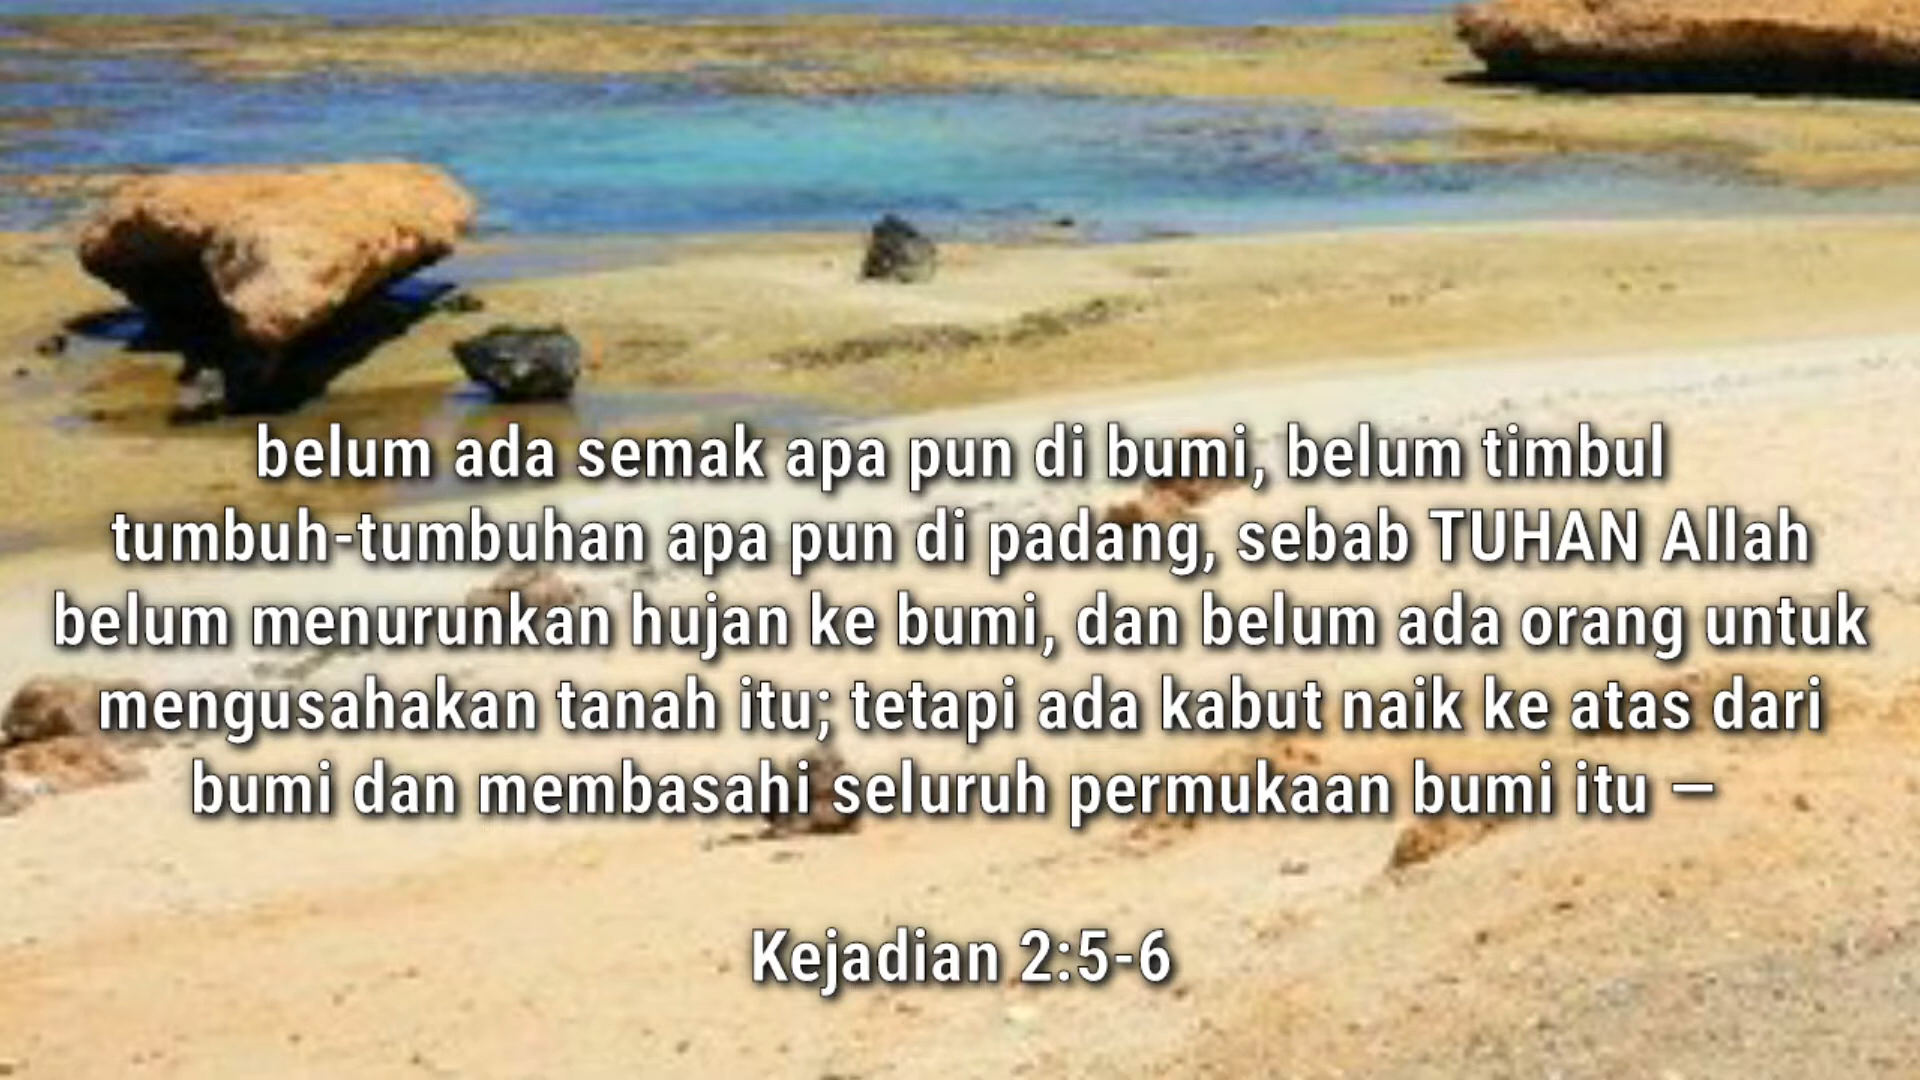 belum ada semak apa pun di bumi, belum timbul
tumbuh-tumbuhan apa pun di padang, sebab TUHAN Allah
belum menurunkan hujan ke bumi, dan belum ada orang untuk
mengusahakan tanah itu; tetapi ada kabut naik ke atas dari
bumi dan membasahi seluruh permukaan bumi itu —
Kejadian 2:5-6